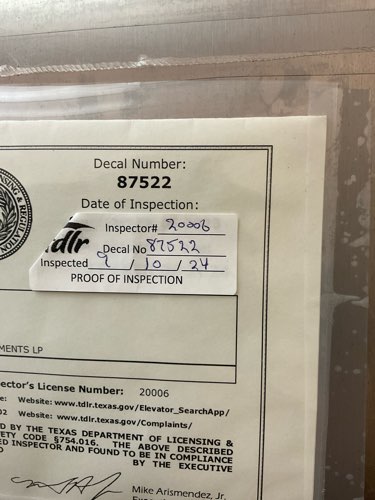 Decal Number:
87522
Date of Inspection:
Inspector# 20006
tdlr Decal No 87522
Inspected 9 / 10 / 24
PROOF OF INSPECTION
MENTS LP
ector's License Number: 20006
e: Website: www.tdlr.texas.gov/Elevator_SearchApp/
02 Website: www.tdlr.texas.gov/Complaints/
D BY THE TEXAS DEPARTMENT OF LICENSING &
ETY CODE §754.016. THE ABOVE DESCRIBED
D INSPECTOR AND FOUND TO BE IN COMPLIANCE
BY THE EXECUTIVE
Mike Arismendez, Jr.